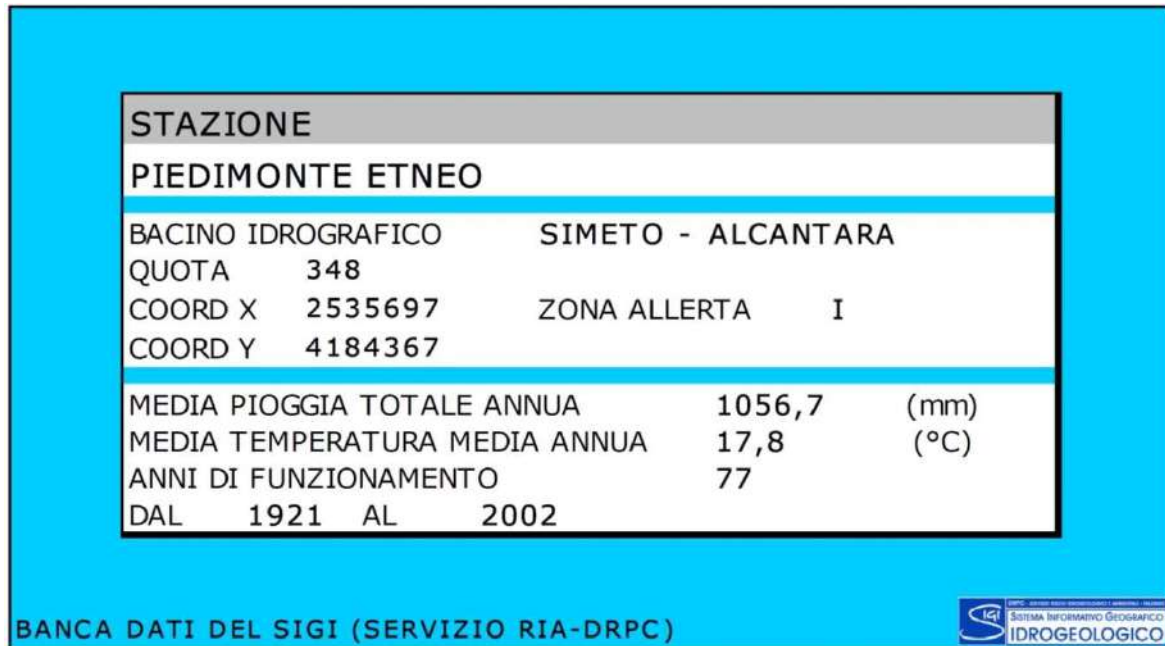 STAZIONE
PIEDIMONTE ETNEO
BACINO IDROGRAFICO SIMETO - ALCANTARA
QUOTA 348
COORD X 2535697 ZONA ALLERTA I
COORD Y 4184367
MEDIA PIOGGIA TOTALE ANNUA 1056,7 (mm)
MEDIA TEMPERATURA MEDIA ANNUA 17,8 (°C)
ANNI DI FUNZIONAMENTO 77
DAL 1921 AL 2002
BANCA DATI DEL SIGI (SERVIZIO RIA-DRPC)
SIGI
SISTEMA INFORMATIVO GEOGRAFICO
IDROGEOLOGICO